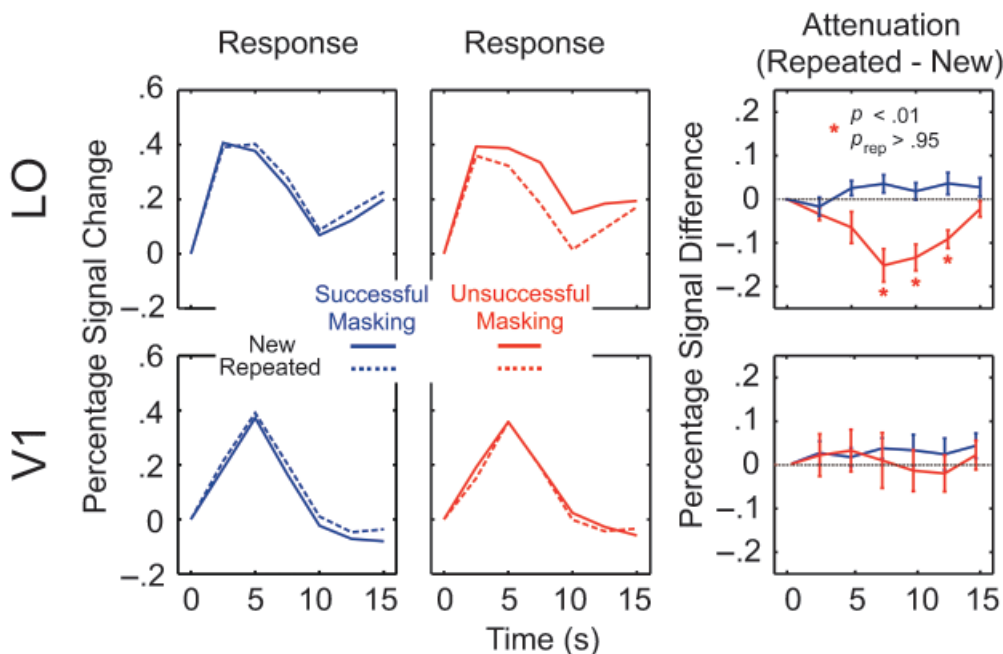 Response
Response
Attenuation
(Repeated - New)
LO
Percentage Signal Change
.6
.4
.2
0
–.2
Percentage Signal Difference
.2
.1
0
–.1
–.2
* p < .01
prep > .95
*
*
*
Successful
Masking
Unsuccessful
Masking
New
Repeated
V1
.4
.2
0
–.2
.2
.1
0
–.1
–.2
0 5 10 15
0 5 10 15
0 5 10 15
Time (s)